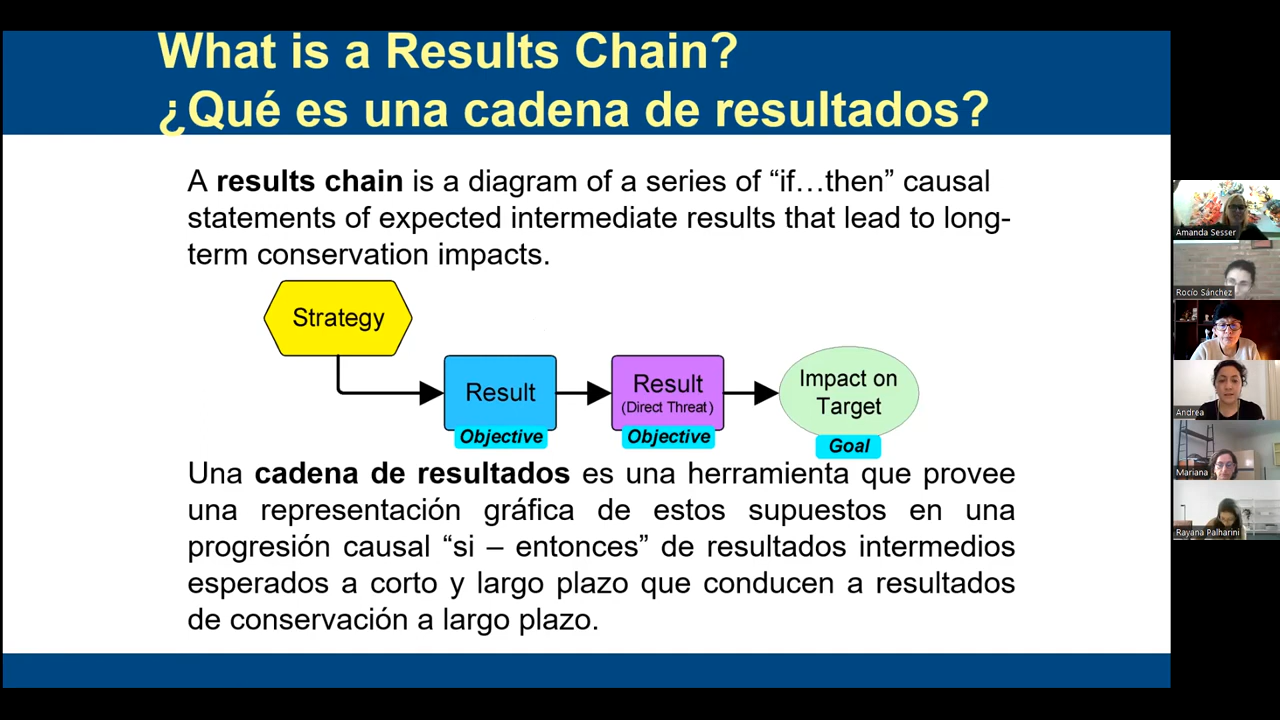 What is a Results Chain?
¿Qué es una cadena de resultados?
A results chain is a diagram of a series of “if…then” causal
statements of expected intermediate results that lead to long-
term conservation impacts.
Strategy
Result
Objective
Result
(Direct Threat)
Objective
Impact on
Target
Goal
Una cadena de resultados es una herramienta que provee
una representación gráfica de estos supuestos en una
progresión causal “si – entonces” de resultados intermedios
esperados a corto y largo plazo que conducen a resultados
de conservación a largo plazo.
Amanda Sesser
Rocío Sánchez
Andrea
Mariana
Rayana Palharini